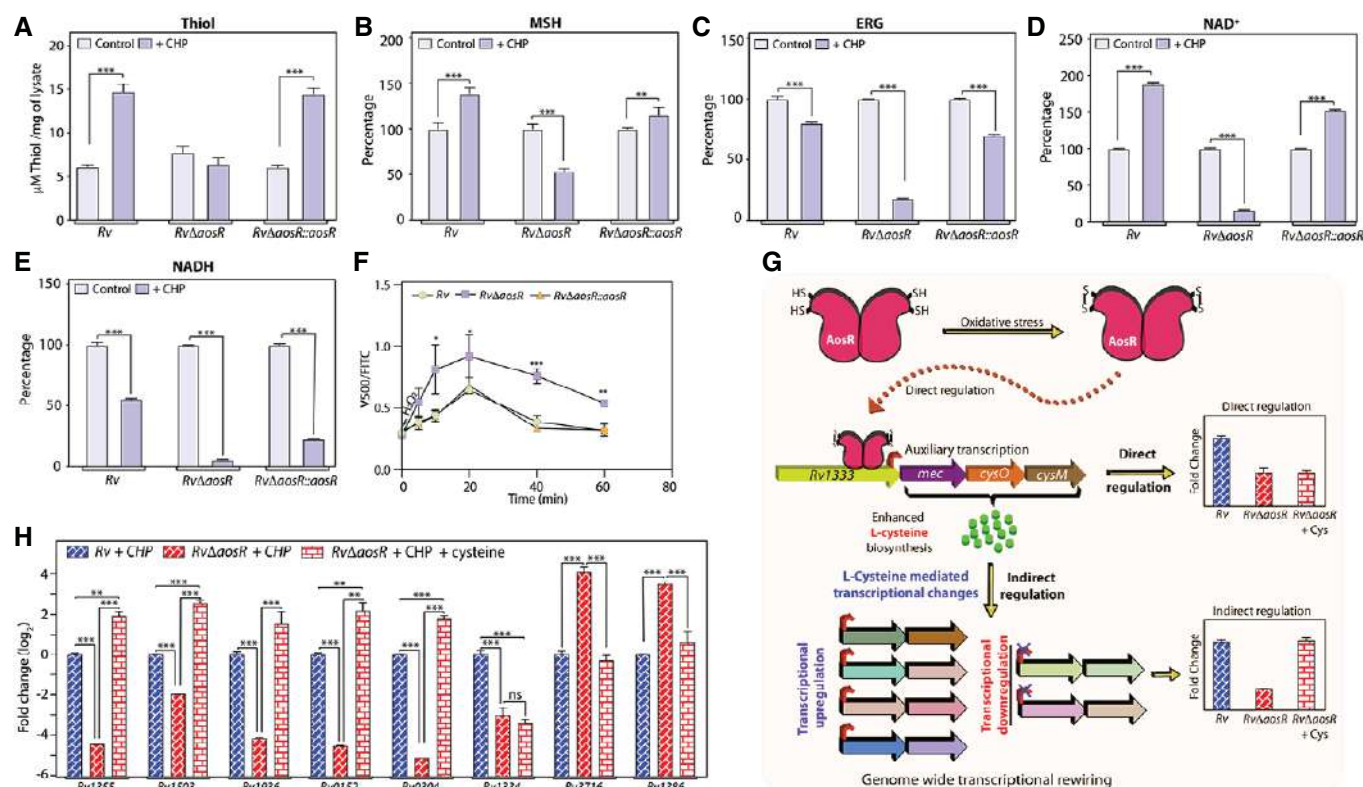 A
Thiol
Control + CHP
μM Thiol /mg of lysate
20
15
10
5
0
***
***
Rv
RvΔaosR
RvΔaosR::aosR
B
MSH
Control + CHP
Percentage
200
150
100
50
0
***
***
**
Rv
RvΔaosR
RvΔaosR::aosR
C
ERG
Control + CHP
Percentage
150
100
50
0
***
***
***
Rv
RvΔaosR
RvΔaosR::aosR
D
NAD⁺
Control + CHP
Percentage
250
200
150
100
50
0
***
***
***
Rv
RvΔaosR
RvΔaosR::aosR
E
NADH
Control + CHP
Percentage
150
100
50
0
***
***
***
Rv
RvΔaosR
RvΔaosR::aosR
F
Rv RvΔaosR RvΔaosR::aosR
V500/FITC
1.5
1.0
0.5
0.0
*
*
***
**
0
20
40
60
80
Time (min)
G
HS
HS
SH
SH
AosR
Oxidative stress
S
S
S
S
AosR
Direct regulation
Auxiliary transcription
Rv1333
mec
cysO
cysM
Direct
regulation
Direct regulation
Fold Change
Rv RvΔaosR RvΔaosR
+ Cys
Enhanced
L-cysteine
biosynthesis
L-Cysteine mediated
transcriptional changes
Indirect
regulation
Transcriptional
upregulation
Transcriptional
downregulation
Indirect regulation
Fold Change
Rv RvΔaosR RvΔaosR
+ Cys
Genome wide transcriptional rewiring
H
Rv + CHP RvΔaosR + CHP RvΔaosR + CHP + cysteine
Fold change (log₂)
4
2
0
-2
-4
-6
**
***
***
***
***
***
***
***
**
***
**
***
***
***
***
***
ns
***
***
***
***